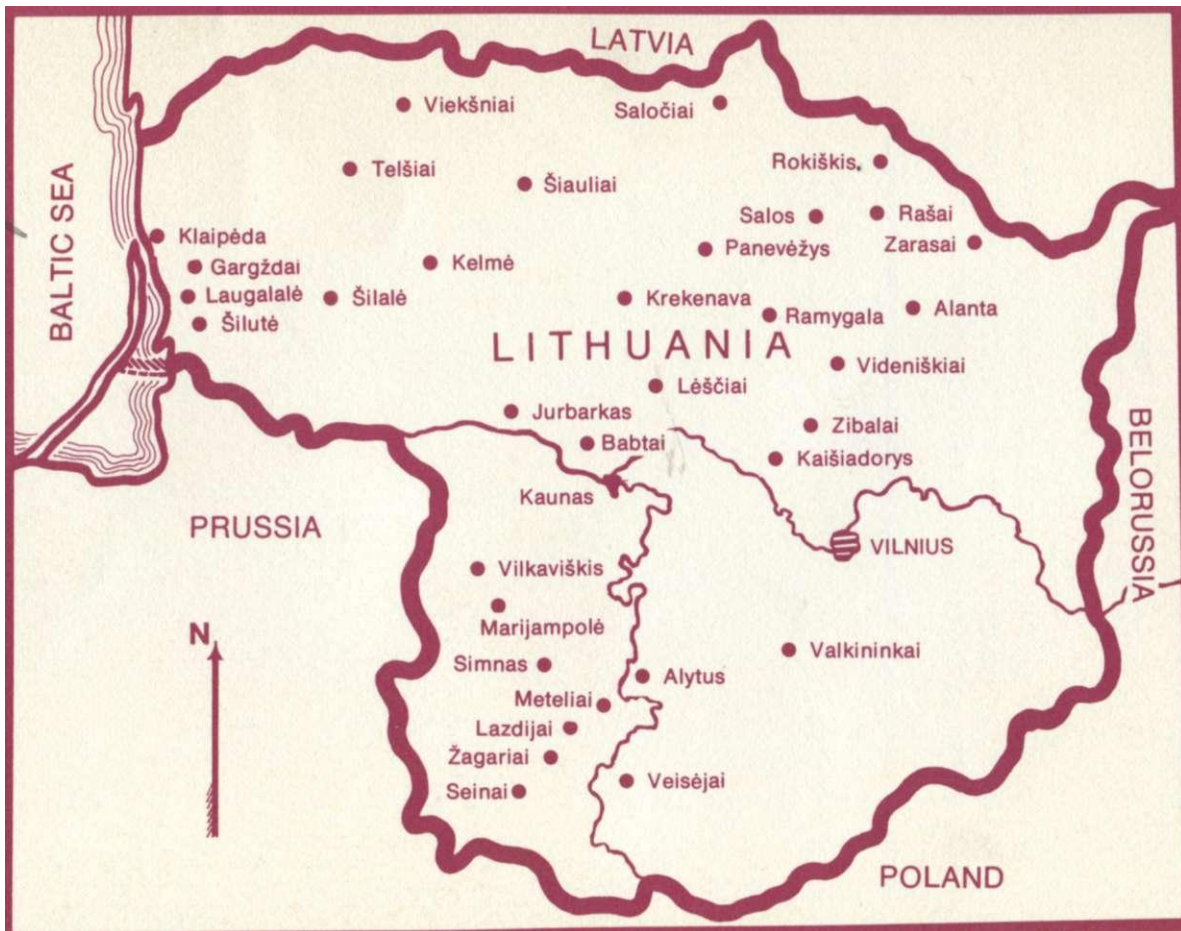 LATVIA
Viekšniai
Saločiai
Telšiai
Rokiškis
Šiauliai
BALTIC SEA
Salos
Rašai
Klaipėda
Panevėžys
Zarasai
Gargždai
Kelmė
Laugalalė
Šilalė
Krekenava
Alanta
Šilutė
Ramygala
LITHUANIA
Videniškiai
Lėščiai
Jurbarkas
Zibalai
Babtai
Kaišiadorys
BELORUSSIA
Kaunas
PRUSSIA
VILNIUS
Vilkaviškis
N
Marijampolė
Simnas
Valkininkai
Alytus
Meteliai
Lazdijai
Žagariai
Seinai
Veisėjai
POLAND